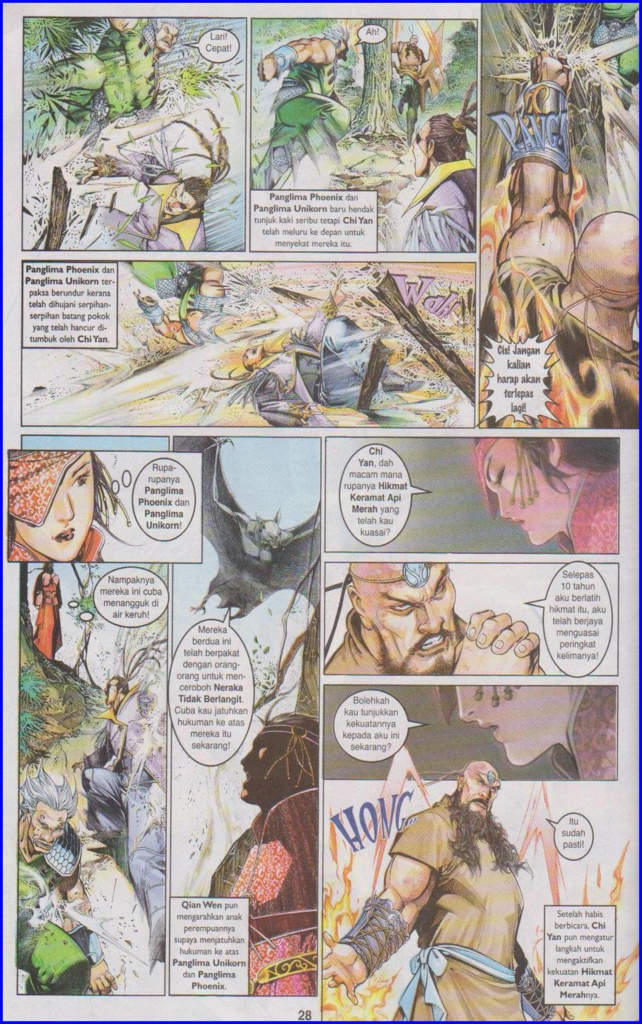 Lari!
Cepat!
Ah!
Panglima Phoenix dan
Panglima Unikorn baru hendak
tunjuk kaki seribu tetapi Chi Yan
telah meluru ke depan untuk
menyekat mereka itu.
PANG!
Cis! Jangan
kalian
harap akan
terlepas
lagi!
Panglima Phoenix dan
Panglima Unikorn ter-
paksa berundur kerana
telah dihujani serpihan-
serpihan batang pokok
yang telah hancur di-
tumbuk oleh Chi Yan.
Rupa-
rupanya
Panglima
Phoenix dan
Panglima
Unikorn!
Nampaknya
mereka ini cuba
menangguk di
air keruh!
Mereka
berdua ini
telah berpakat
dengan orang-
orang untuk men-
ceroboh Neraka
Tidak Berlangit.
Cuba kau jatuhkan
hukuman ke atas
mereka itu
sekarang!
Qian Wen pun
mengarahkan anak
perempuannya
supaya menjatuhkan
hukuman ke atas
Panglima Unikorn
dan Panglima
Phoenix.
Chi
Yan, dah
macam mana
rupanya Hikmat
Keramat Api
Merah yang
telah kau
kuasai?
Selepas
10 tahun
aku berlatih
hikmat itu, aku
telah berjaya
menguasai
peringkat
kelimanya!
Bolehkah
kau tunjukkan
kekuatannya
kepada aku ini
sekarang?
HONG...
Itu
sudah
pasti!
Setelah habis
berbicara, Chi
Yan pun mengatur
langkah untuk
mengaktifkan
kekuatan Hikmat
Keramat Api
Merahnya.
28